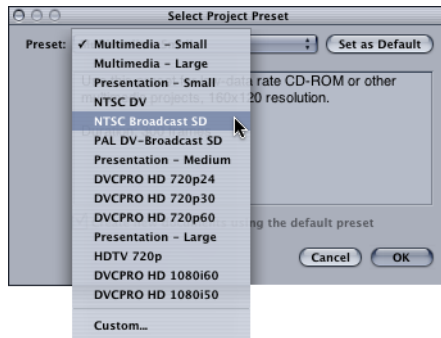 Select Project Preset
Preset:
✓ Multimedia – Small
Set as Default
Multimedia – Large
Presentation – Small
rate CD-ROM or other
NTSC DV
projects, 160x120 resolution.
NTSC Broadcast SD
PAL DV-Broadcast SD
Presentation – Medium
DVCPRO HD 720p24
DVCPRO HD 720p30
DVCPRO HD 720p60
using the default preset
Presentation – Large
HDTV 720p
Cancel
OK
DVCPRO HD 1080i60
DVCPRO HD 1080i50
Custom...